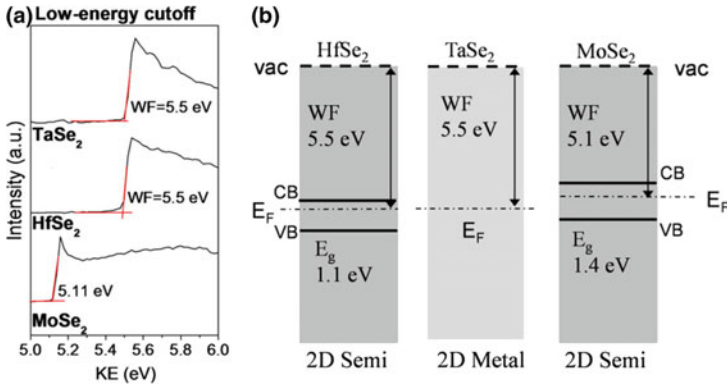 (a) Low-energy cutoff
WF=5.5 eV
TaSe2
WF=5.5
HfSe2
5.11 eV
MoSe2
Intensity (a.u.)
5.0 5.2 5.4 5.6 5.8 6.0
KE (eV)
(b)
HfSe2 TaSe2 MoSe2
vac vac
WF WF WF
5.5 eV 5.5 eV 5.1 eV
CB CB
EF EF EF
VB VB
Eg Eg
1.1 eV 1.4 eV
2D Semi 2D Metal 2D Semi